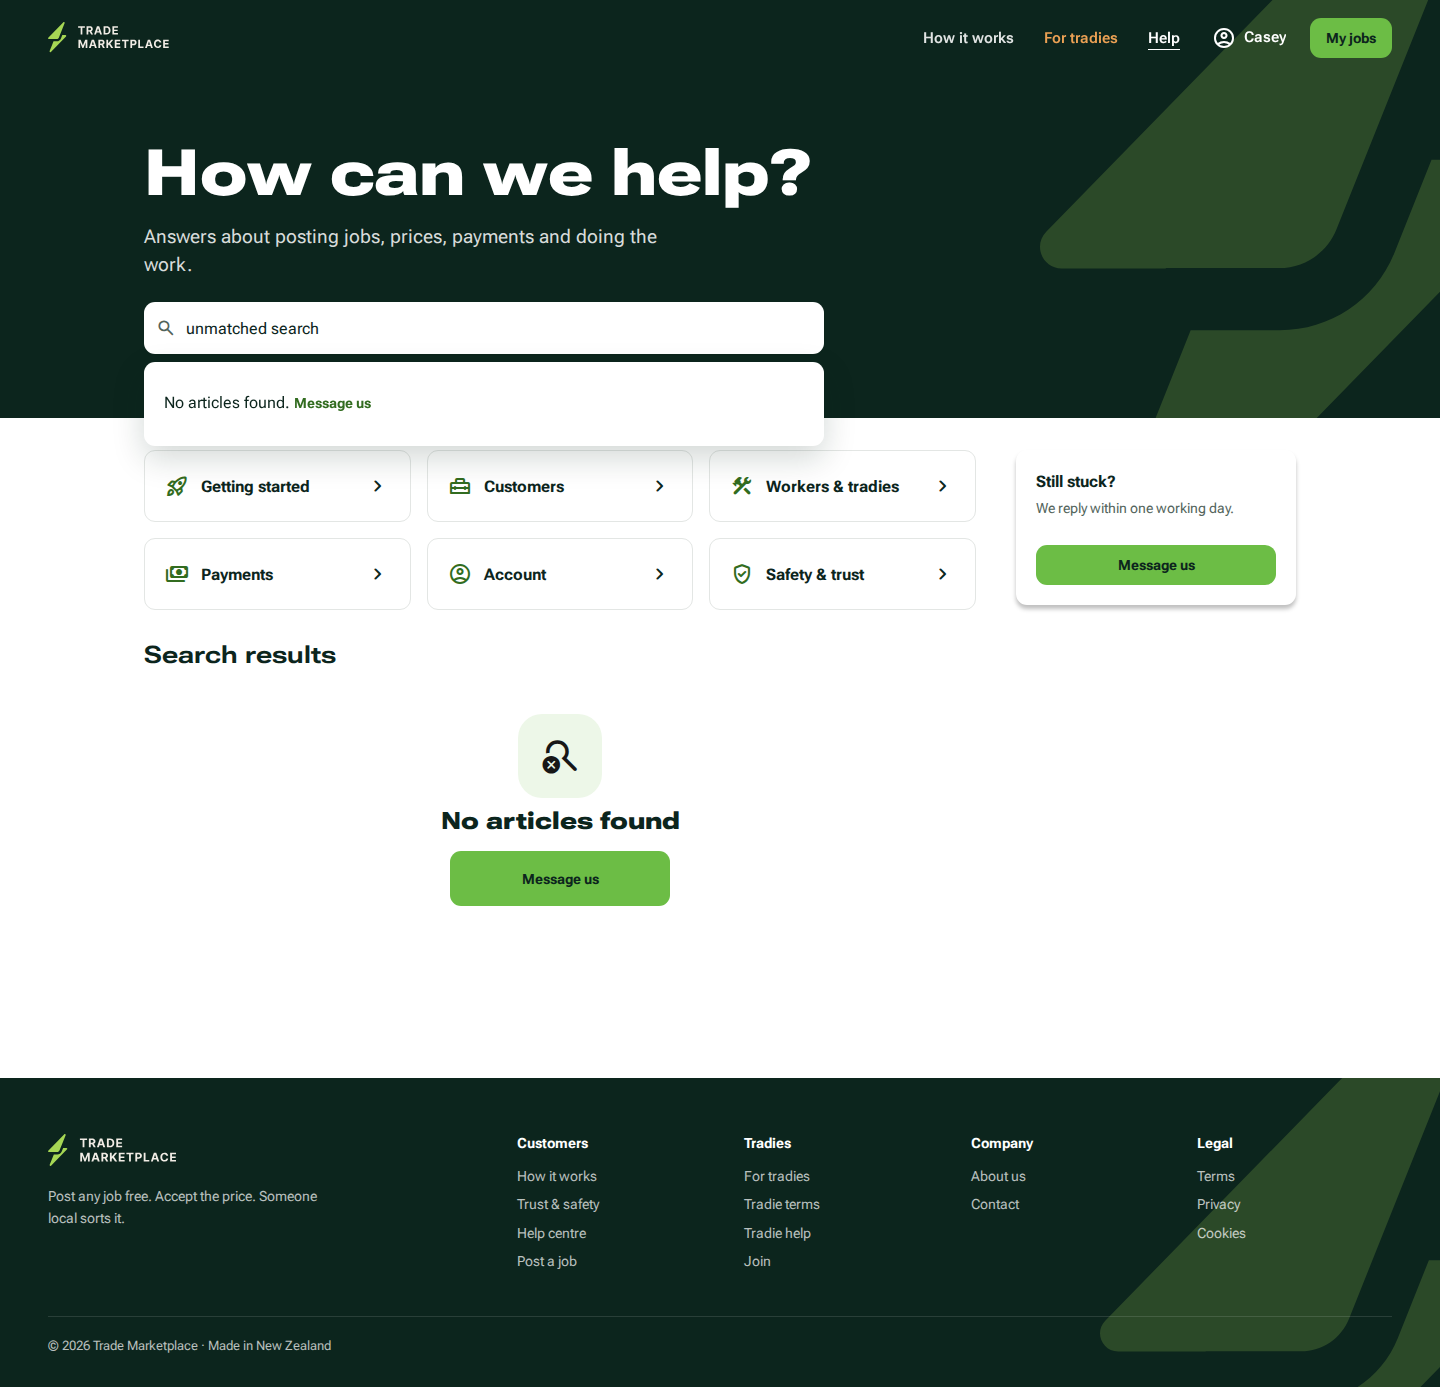 TRADE
MARKETPLACE
How it works
For tradies
Help
Casey
My jobs
How can we help?
Answers about posting jobs, prices, payments and doing the
work.
unmatched search
No articles found. Message us
Getting started
Customers
Workers & tradies
Payments
Account
Safety & trust
Still stuck?
We reply within one working day.
Message us
Search results
No articles found
Message us
TRADE
MARKETPLACE
Post any job free. Accept the price. Someone
local sorts it.
Customers
How it works
Trust & safety
Help centre
Post a job
Tradies
For tradies
Tradie terms
Tradie help
Join
Company
About us
Contact
Legal
Terms
Privacy
Cookies
© 2026 Trade Marketplace · Made in New Zealand